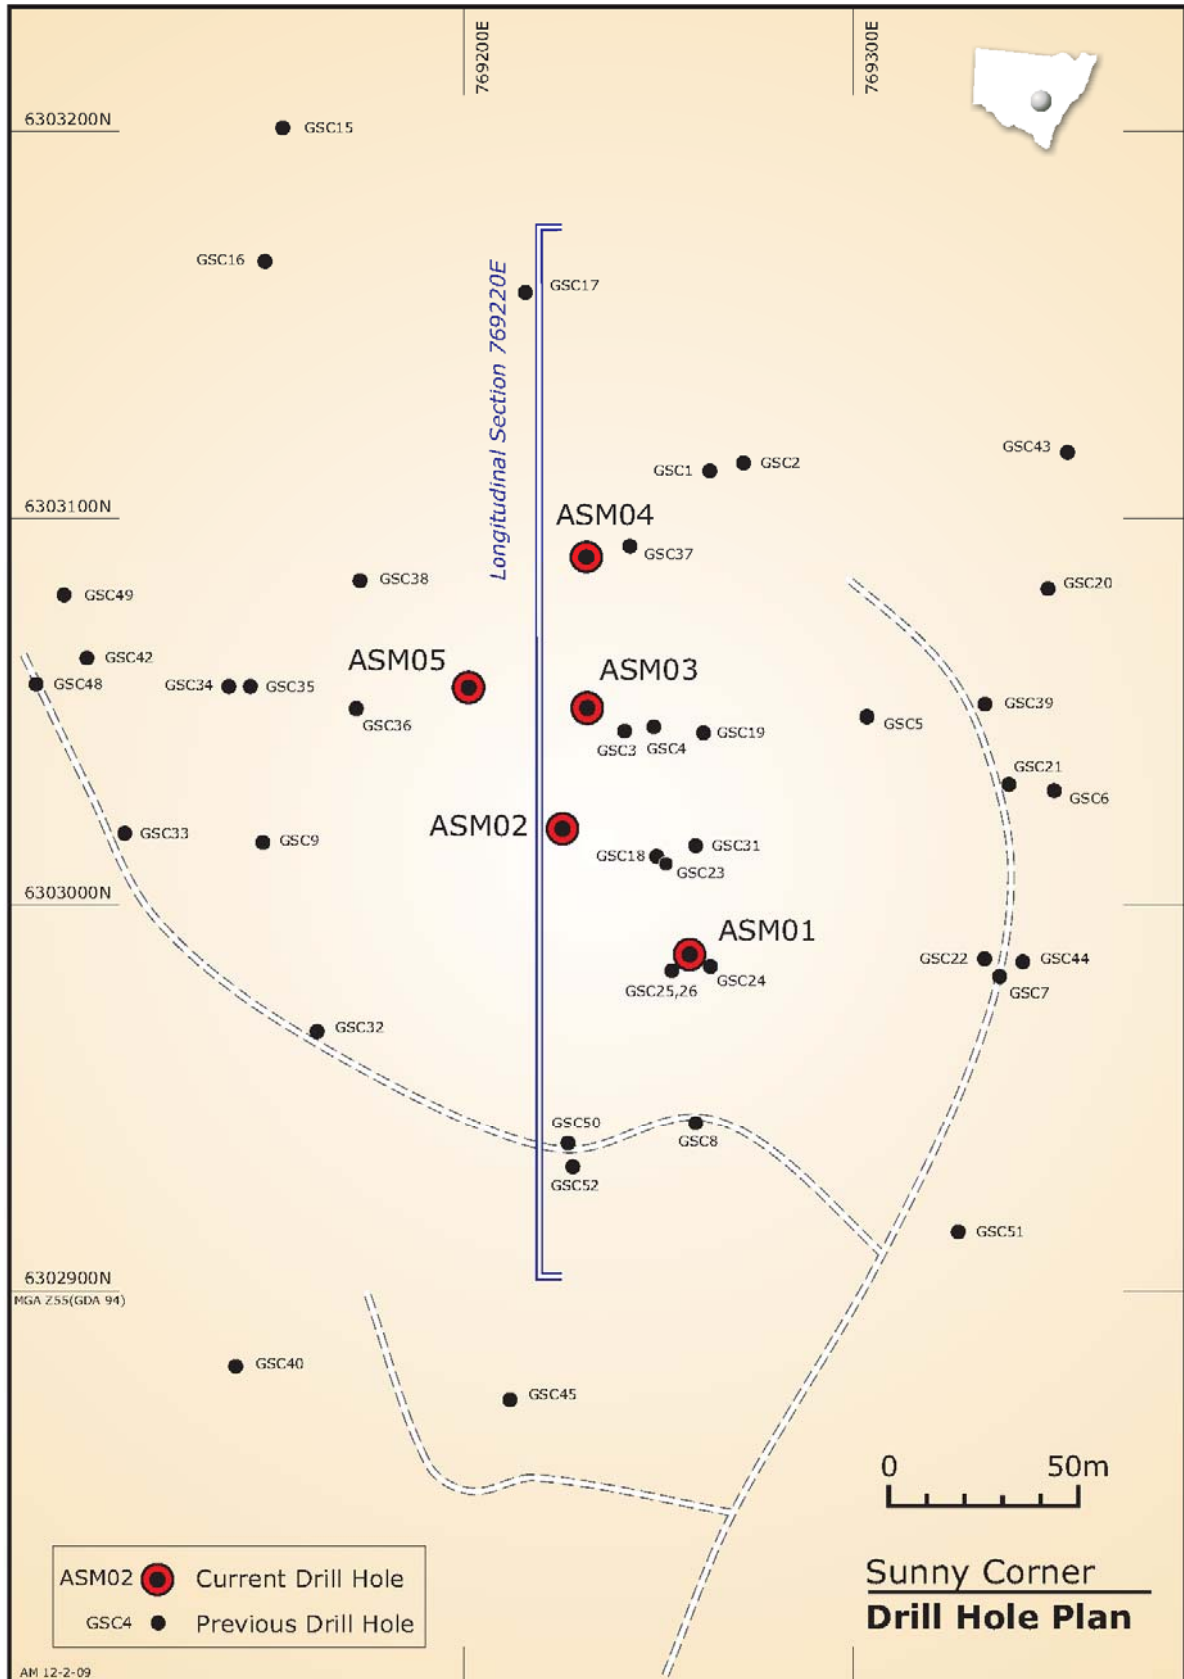 769200E
769300E
6303200N
GSC15
GSC16
GSC17
Longitudinal Section 769220E
GSC43
GSC1
GSC2
6303100N
ASM04
GSC37
GSC38
GSC20
GSC49
GSC42
ASM05
ASM03
GSC48
GSC34
GSC35
GSC39
GSC36
GSC5
GSC3
GSC4
GSC19
GSC21
GSC6
ASM02
GSC33
GSC9
GSC31
GSC18
GSC23
6303000N
ASM01
GSC22
GSC44
GSC24
GSC25,26
GSC7
GSC32
GSC50
GSC8
GSC52
GSC51
6302900N
MGA Z55(GDA 94)
GSC40
GSC45
0 50m
ASM02 Current Drill Hole
GSC4 Previous Drill Hole
Sunny Corner
Drill Hole Plan
AM 12-2-09